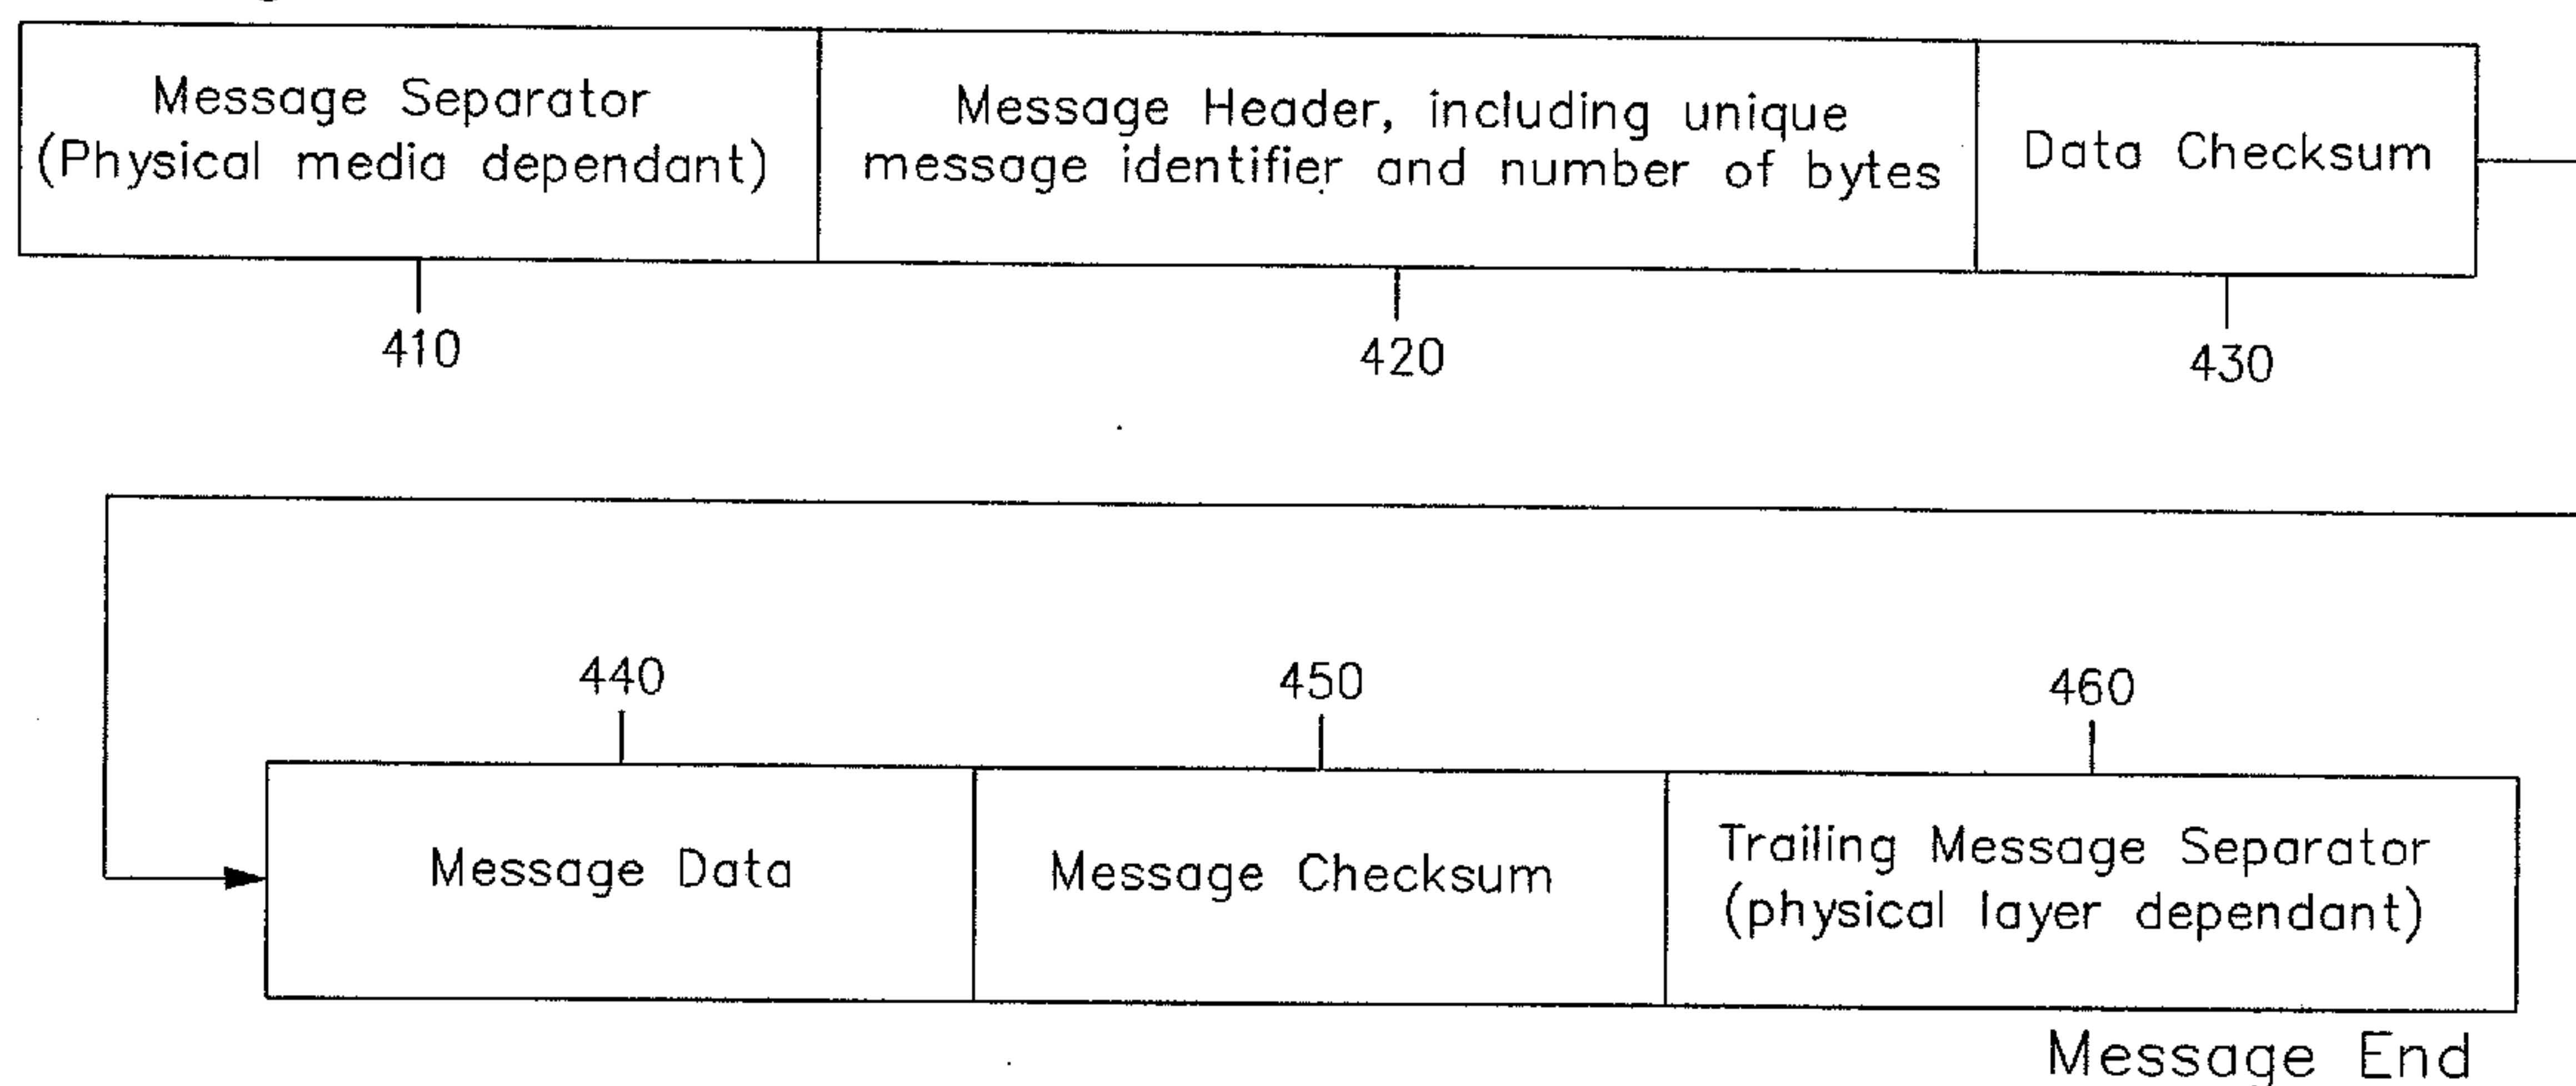 Message Separator
(Physical media dependant)
Message Header, including unique
message identifier and number of bytes
Data Checksum
410
420
430
440
450
460
Message Data
Message Checksum
Trailing Message Separator
(physical layer dependant)
Message End